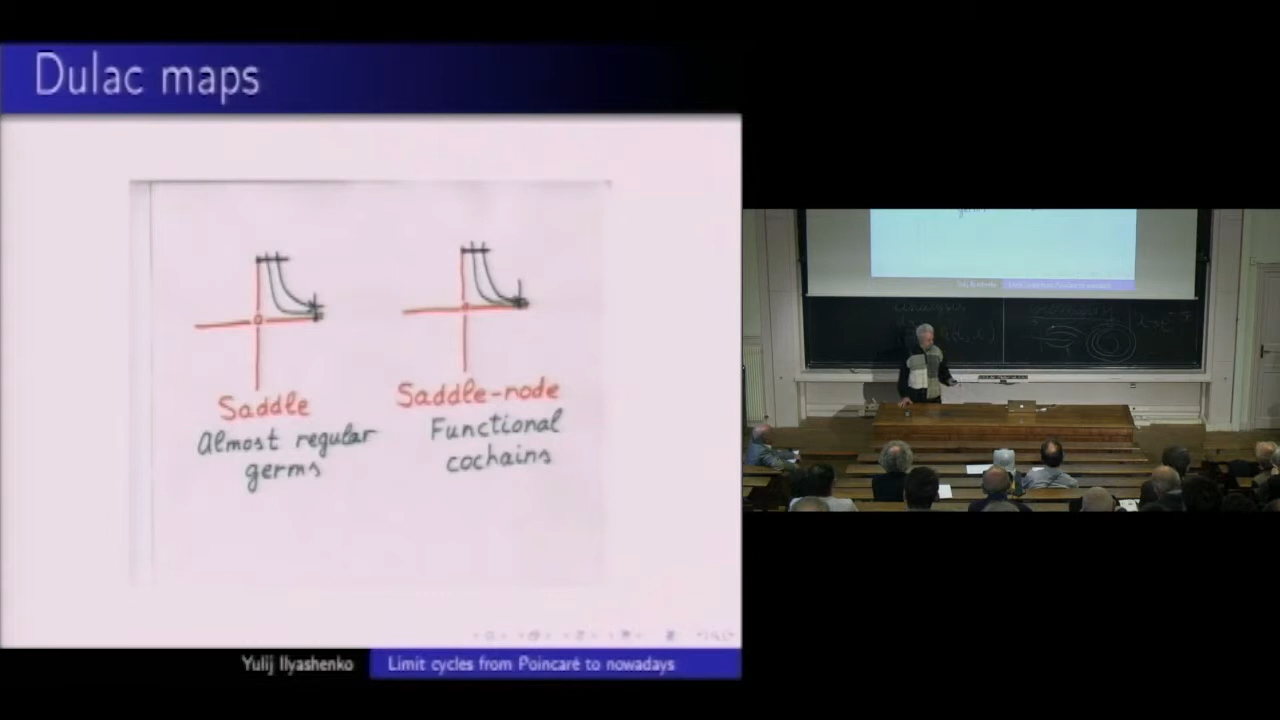 Dulac maps
Saddle
Almost regular
germs
Saddle-node
Functional
cochains
Yulij Ilyashenko
Limit cycles from Poincaré to nowadays